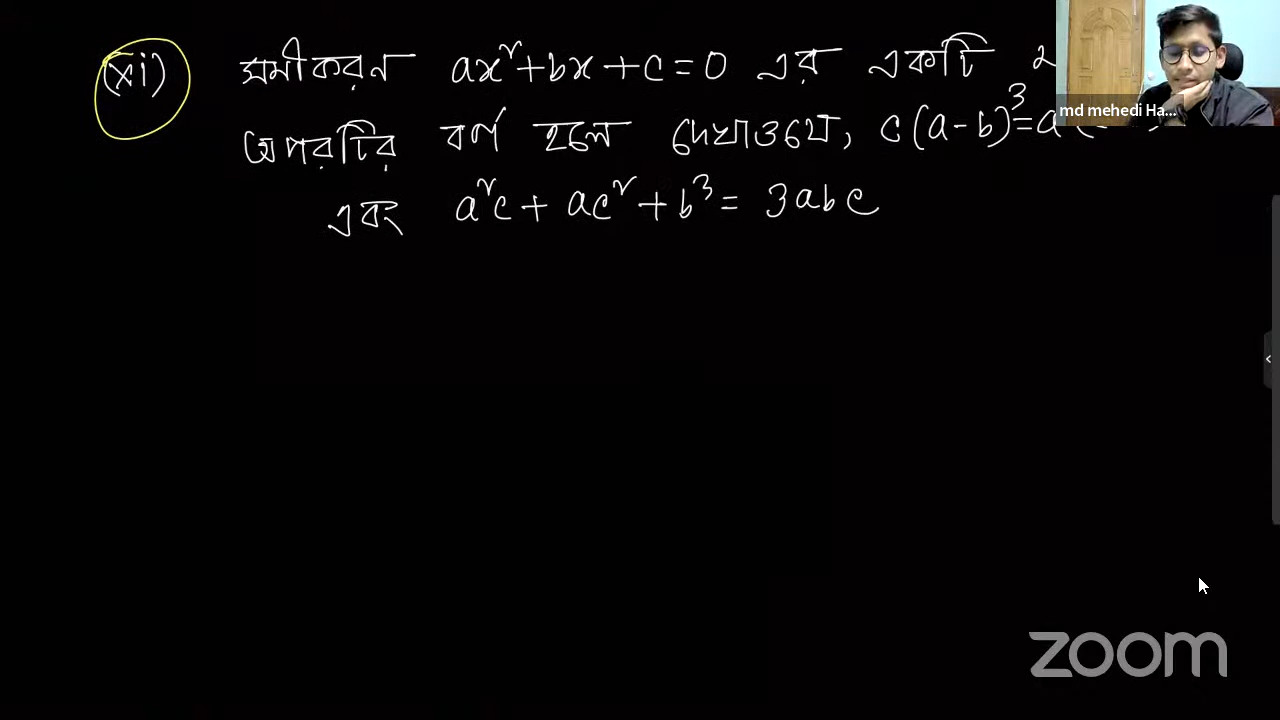 (xi) সমীকরণ ax²+bx+c=0 এর একটি
অপরটির বর্গ হলে দেখাও যে, c(a-b)³=a(
এবং a²c+ac²+b³=3abc
md mehedi Ha...
zoom